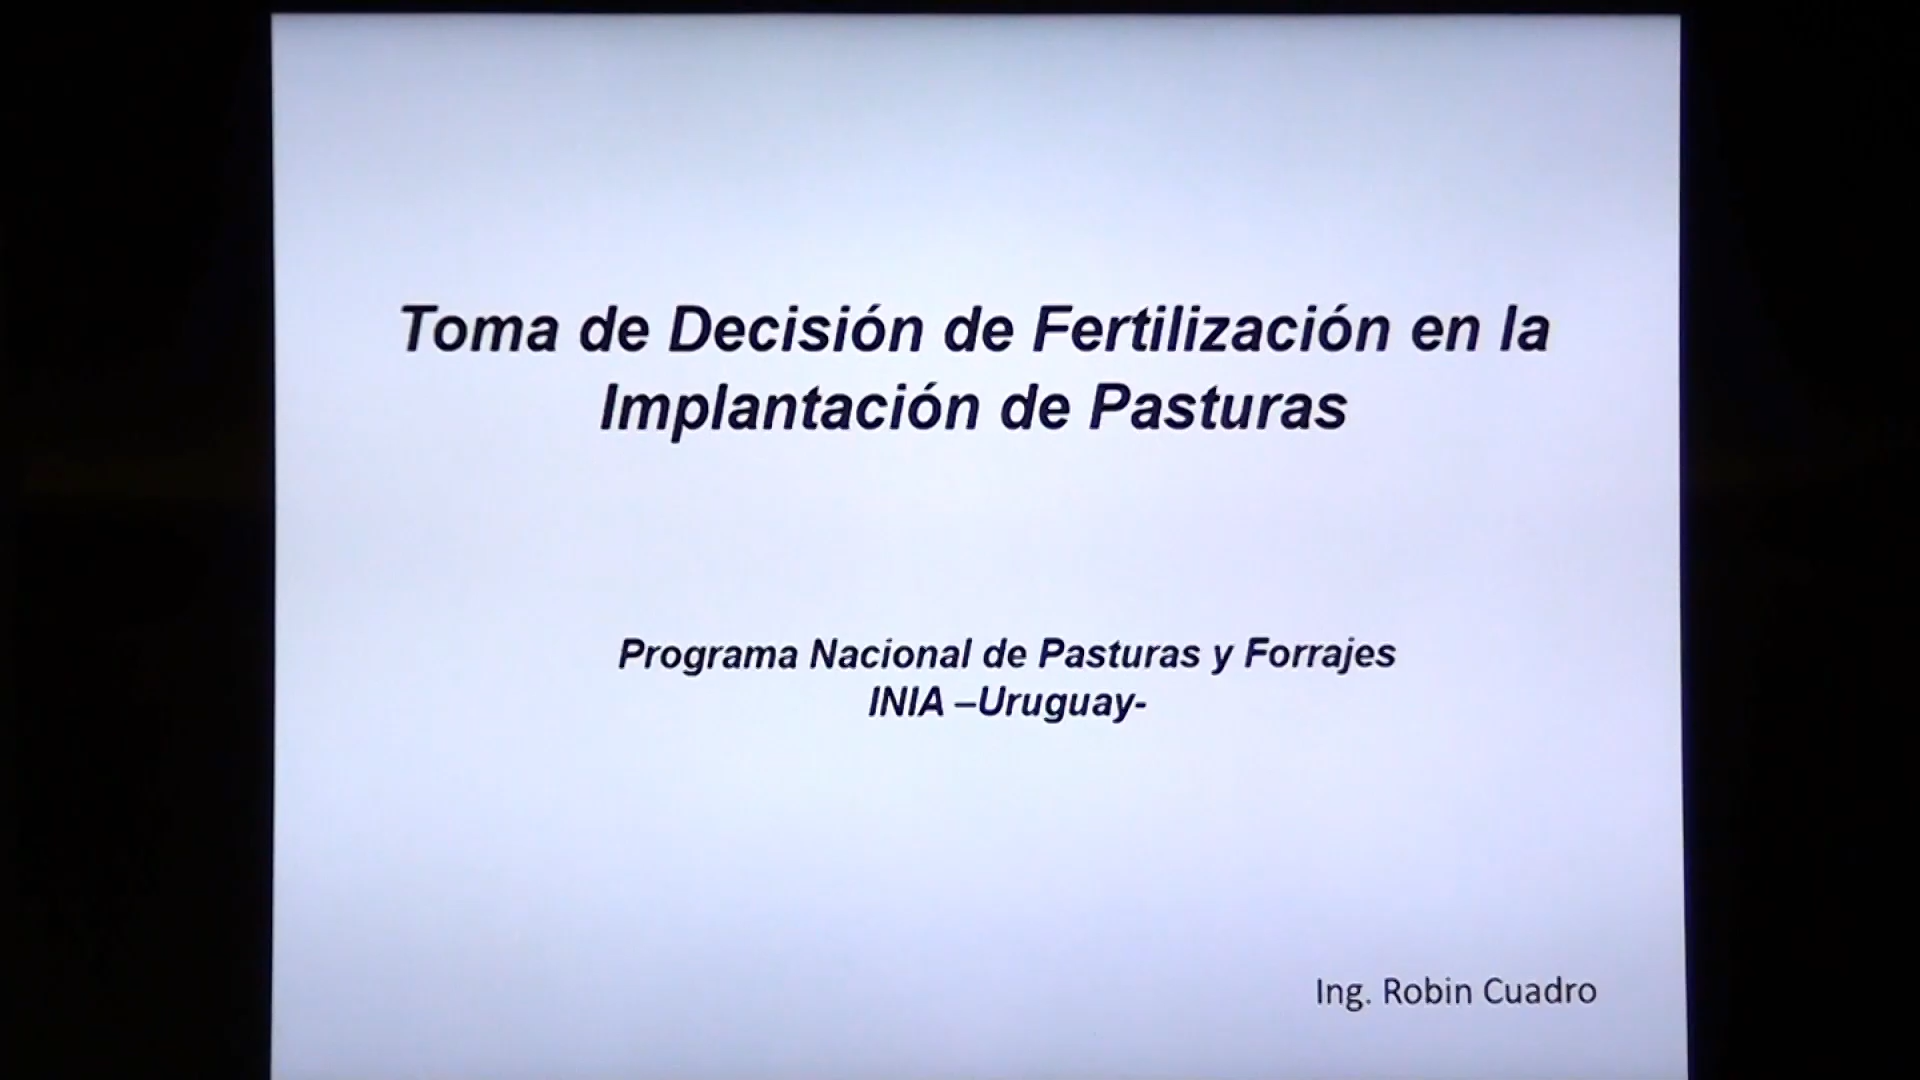 Toma de Decisión de Fertilización en la
Implantación de Pasturas
Programa Nacional de Pasturas y Forrajes
INIA –Uruguay-
Ing. Robin Cuadro